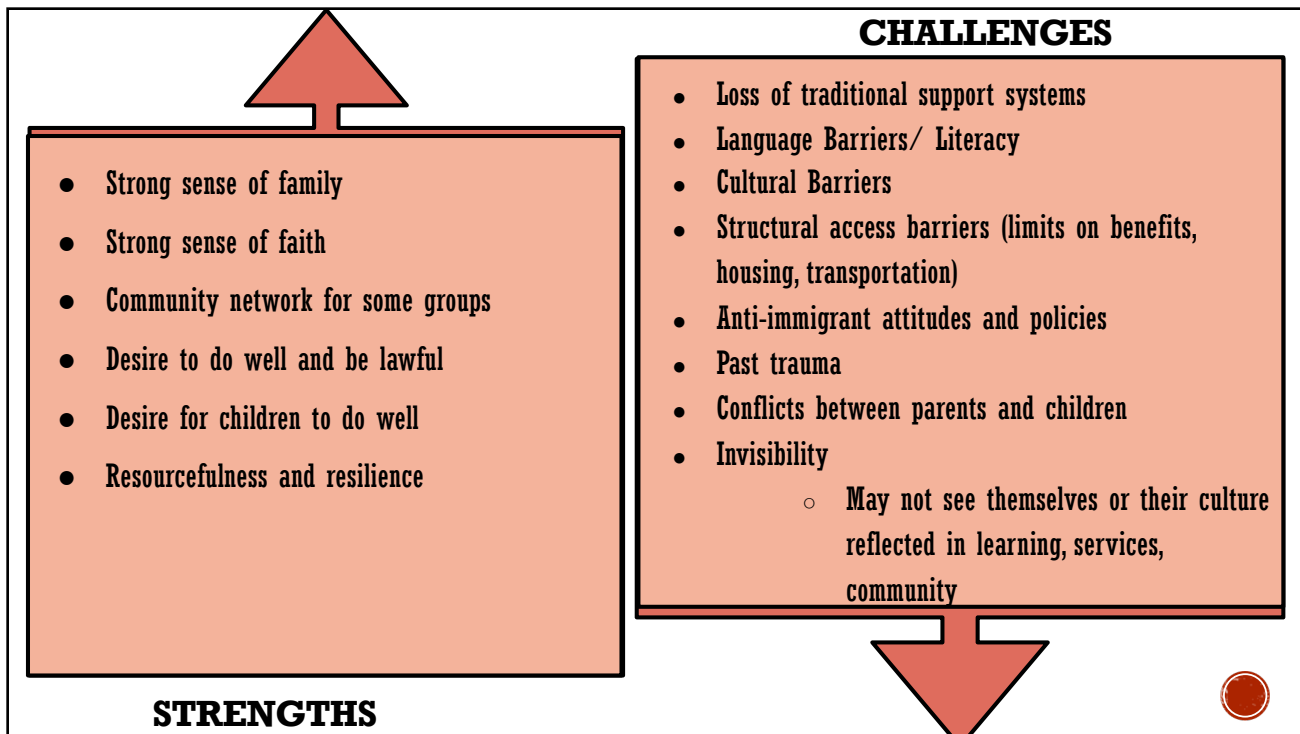 ● Strong sense of family
● Strong sense of faith
● Community network for some groups
● Desire to do well and be lawful
● Desire for children to do well
● Resourcefulness and resilience
STRENGTHS
CHALLENGES
● Loss of traditional support systems
● Language Barriers/ Literacy
● Cultural Barriers
● Structural access barriers (limits on benefits,
housing, transportation)
● Anti-immigrant attitudes and policies
● Past trauma
● Conflicts between parents and children
● Invisibility
○ May not see themselves or their culture
reflected in learning, services,
community